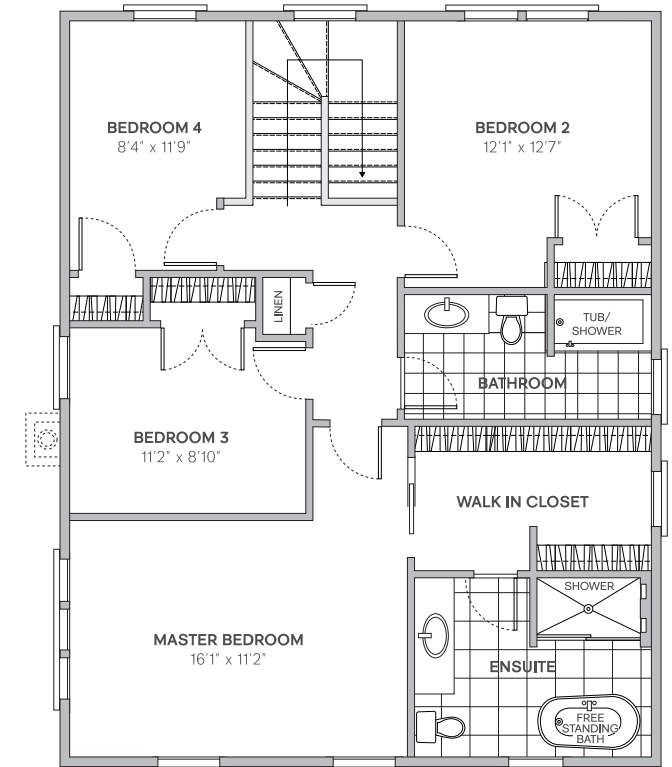 BEDROOM 4
8'4" x 11'9"
BEDROOM 2
12'1" x 12'7"
LINEN
TUB/
SHOWER
BATHROOM
BEDROOM 3
11'2" x 8'10"
WALK IN CLOSET
SHOWER
MASTER BEDROOM
16'1" x 11'2"
ENSUITE
FREE
STANDING
BATH